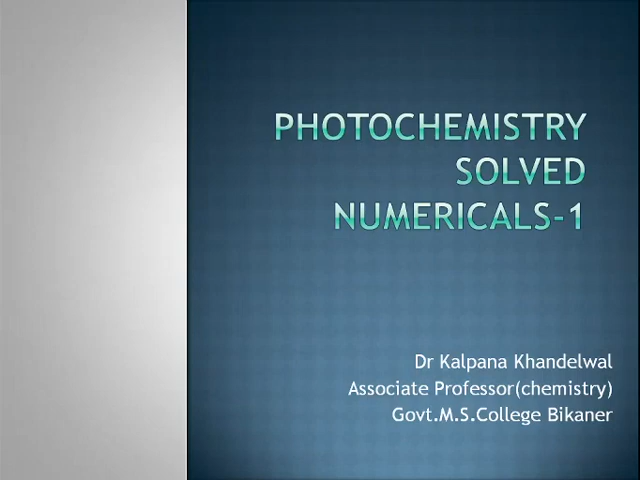 PHOTOCHEMISTRY
SOLVED
NUMERICALS-1
Dr Kalpana Khandelwal
Associate Professor(chemistry)
Govt.M.S.College Bikaner